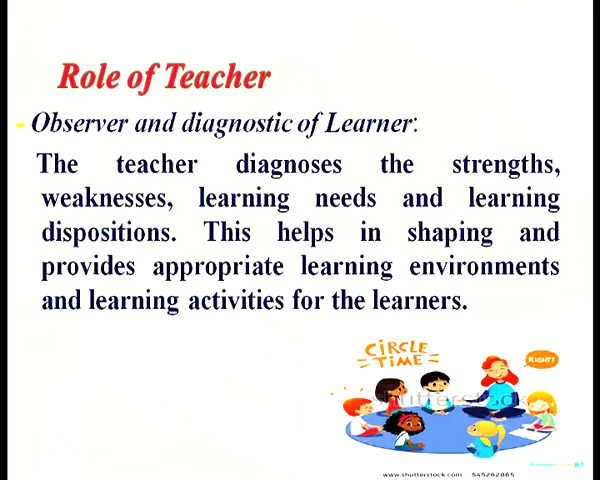 Role of Teacher
- Observer and diagnostic of Learner:
The teacher diagnoses the strengths,
weaknesses, learning needs and learning
dispositions. This helps in shaping and
provides appropriate learning environments
and learning activities for the learners.
CIRCLE
TIME
RIGHT!
shutterstock
www.shutterstock.com 545262865